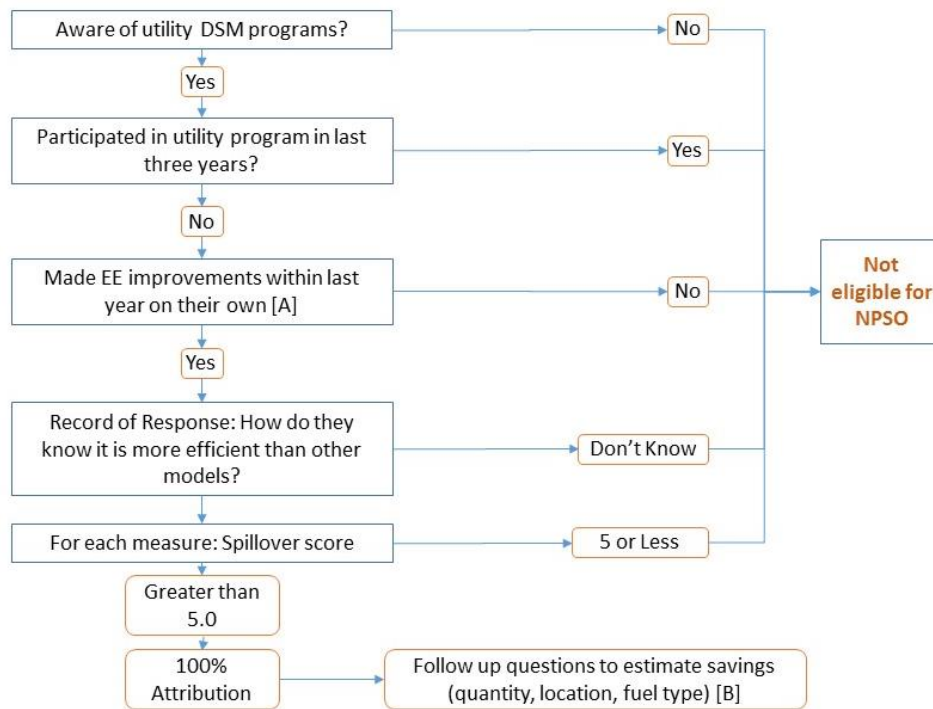 Aware of utility DSM programs?
No
Yes
Participated in utility program in last
three years?
Yes
No
Made EE improvements within last
year on their own [A]
No
Not
eligible for
NPSO
Yes
Record of Response: How do they
know it is more efficient than other
models?
Don't Know
For each measure: Spillover score
5 or Less
Greater than
5.0
100%
Attribution
Follow up questions to estimate savings
(quantity, location, fuel type) [B]